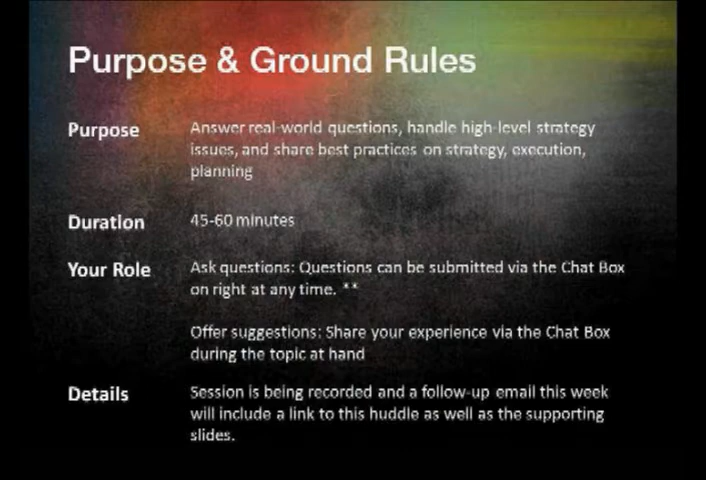 Purpose & Ground Rules
Purpose
Answer real-world questions, handle high-level strategy
issues, and share best practices on strategy, execution,
planning
Duration
45-60 minutes
Your Role
Ask questions: Questions can be submitted via the Chat Box
on right at any time. **
Offer suggestions: Share your experience via the Chat Box
during the topic at hand
Details
Session is being recorded and a follow-up email this week
will include a link to this huddle as well as the supporting
slides.